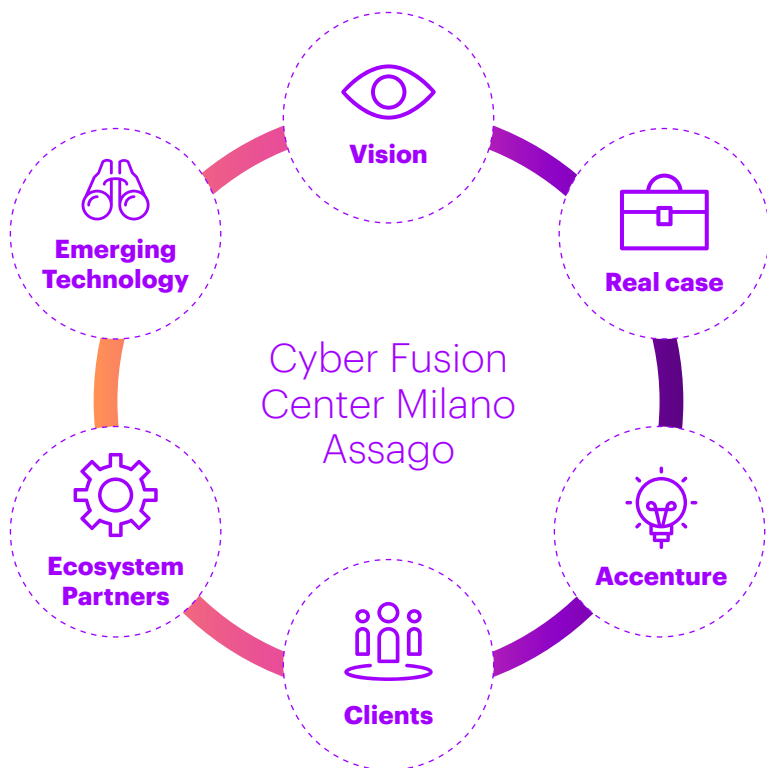 Vision
Real case
Accenture
Clients
Ecosystem
Partners
Emerging
Technology
Cyber Fusion
Center Milano
Assago